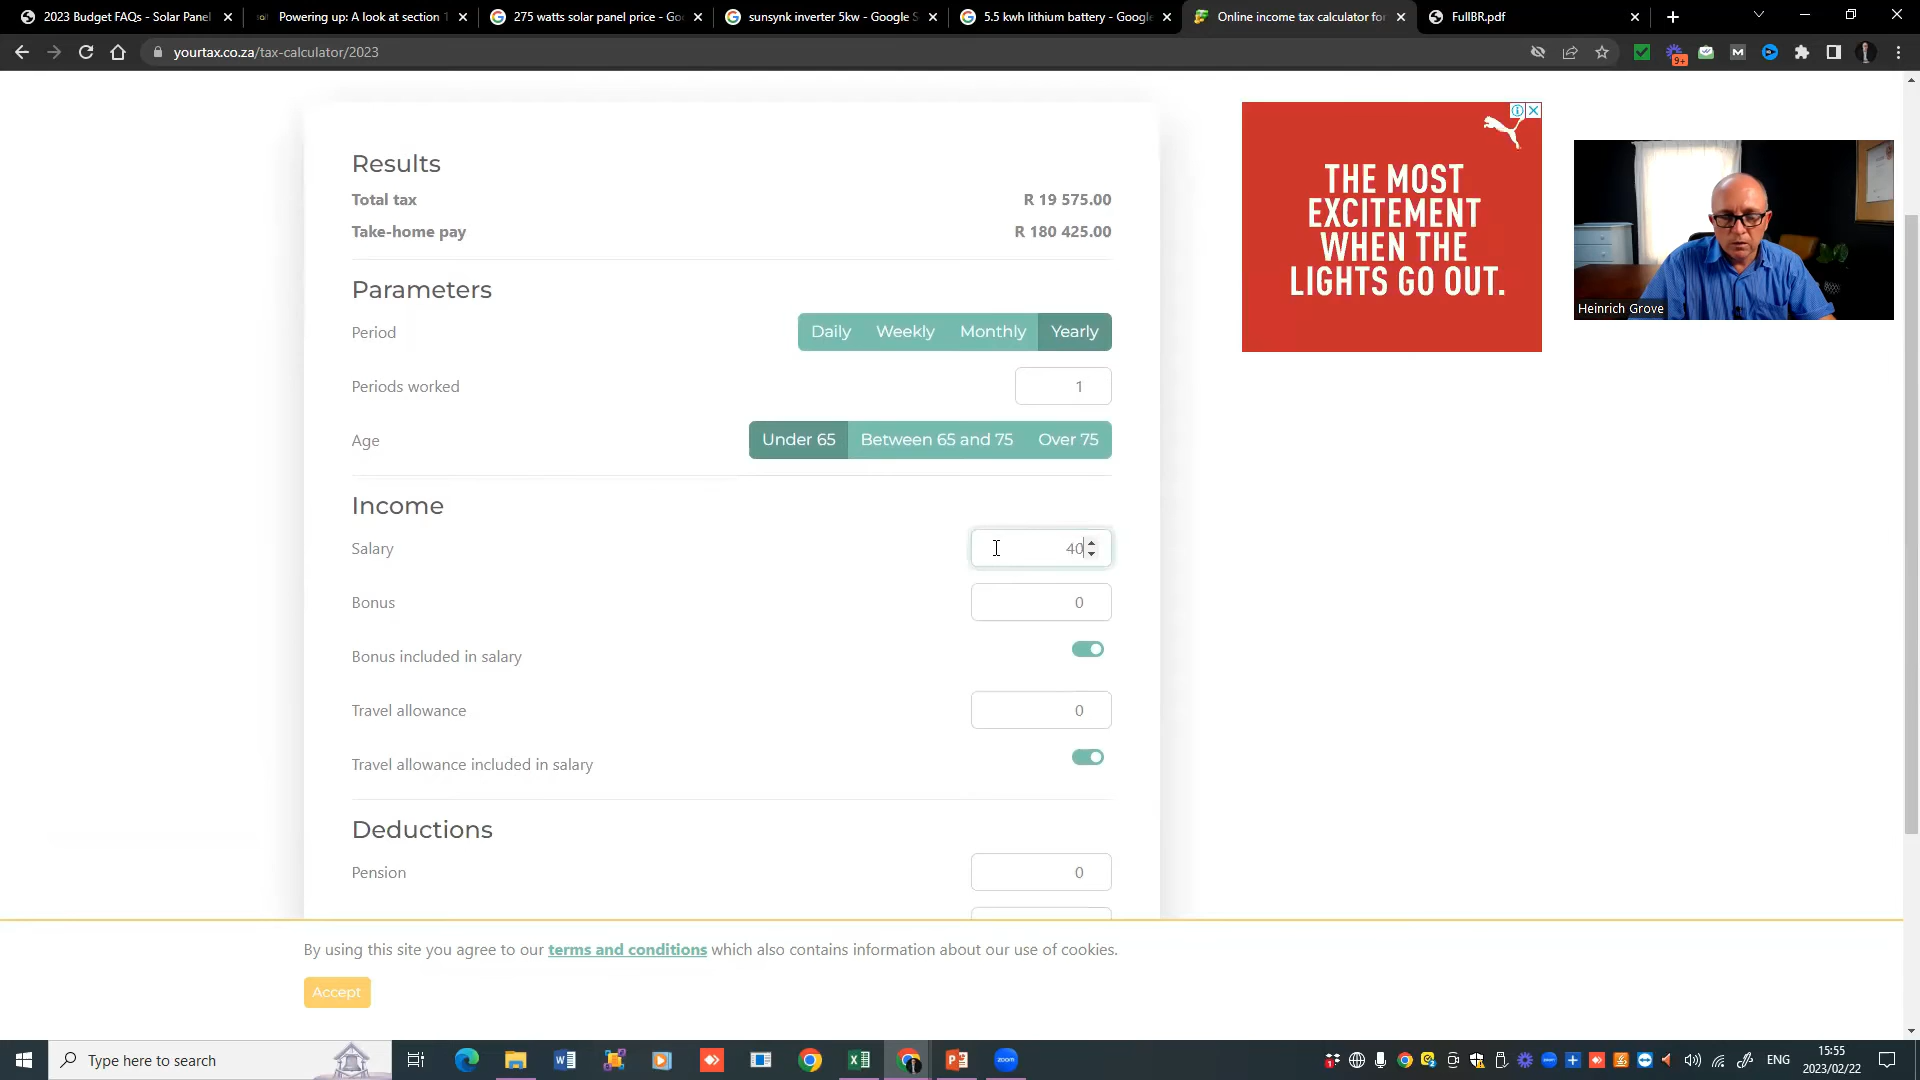 2023 Budget FAQs - Solar Panel
Powering up: A look at section 1
275 watts solar panel price - Go
sunsynk inverter 5kw - Google S
5.5 kwh lithium battery - Google
Online income tax calculator for
FullBR.pdf
yourtax.co.za/tax-calculator/2023
9+
M
Results
Total tax R 19 575.00
Take-home pay R 180 425.00
Parameters
Period Daily Weekly Monthly Yearly
Periods worked 1
Age Under 65 Between 65 and 75 Over 75
Income
Salary 40
Bonus 0
Bonus included in salary
Travel allowance 0
Travel allowance included in salary
Deductions
Pension 0
THE MOST
EXCITEMENT
WHEN THE
LIGHTS GO OUT.
Heinrich Grove
By using this site you agree to our terms and conditions which also contains information about our use of cookies.
Accept
Type here to search
zoom
ENG
15:55
2023/02/22